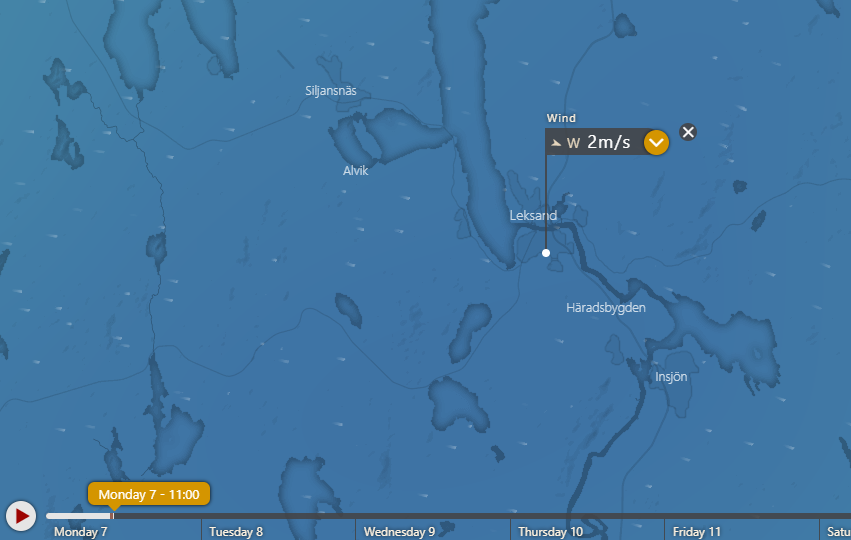 Siljansnäs
Wind
W 2m/s
Alvik
Leksand
Häradsbygden
Insjön
Monday 7 - 11:00
Monday 7
Tuesday 8
Wednesday 9
Thursday 10
Friday 11
Satu